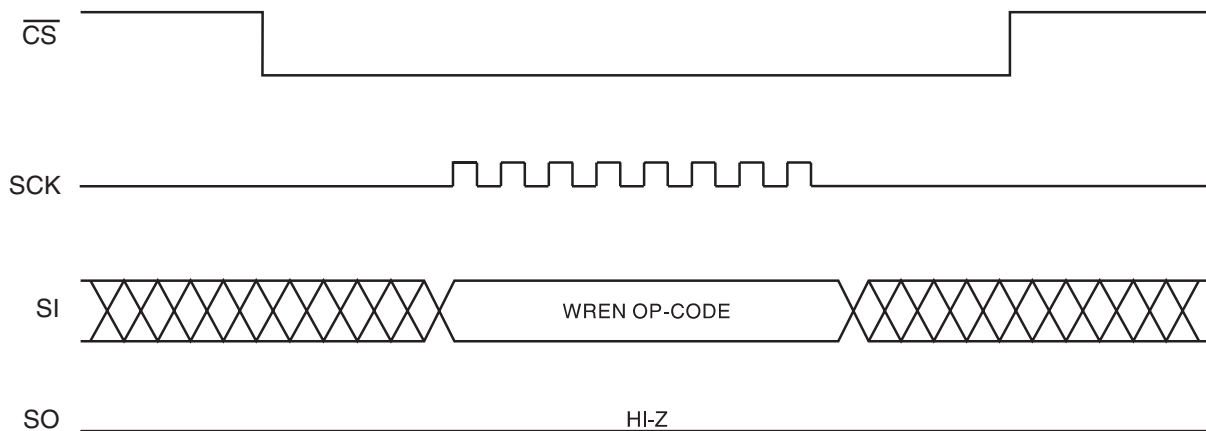 CS
SCK
SI
WREN OP-CODE
SO
HI-Z